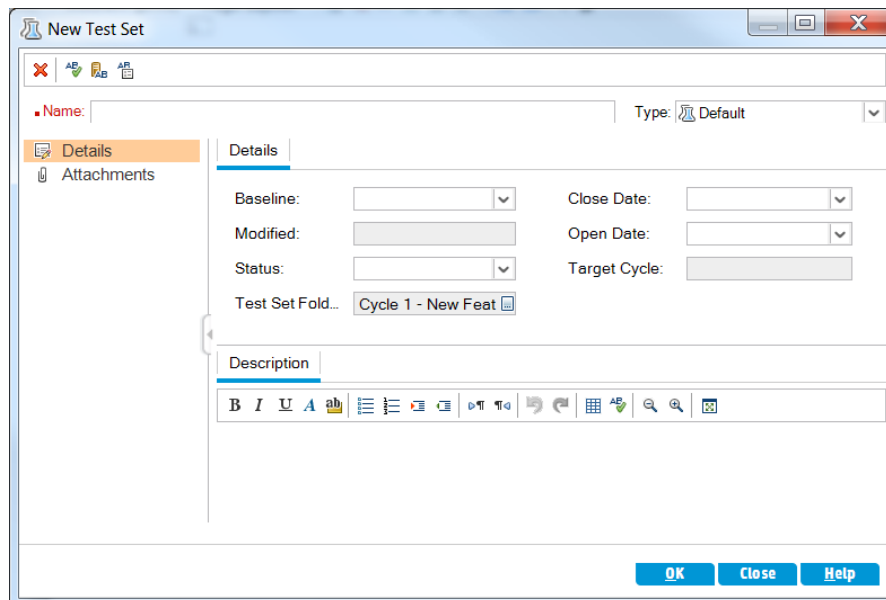 New Test Set
Name:
Type: Default
Details
Attachments
Details
Baseline:
Close Date:
Modified:
Open Date:
Status:
Target Cycle:
Test Set Fold...
Cycle 1 - New Feat
Description
B I U A ab
OK Close Help